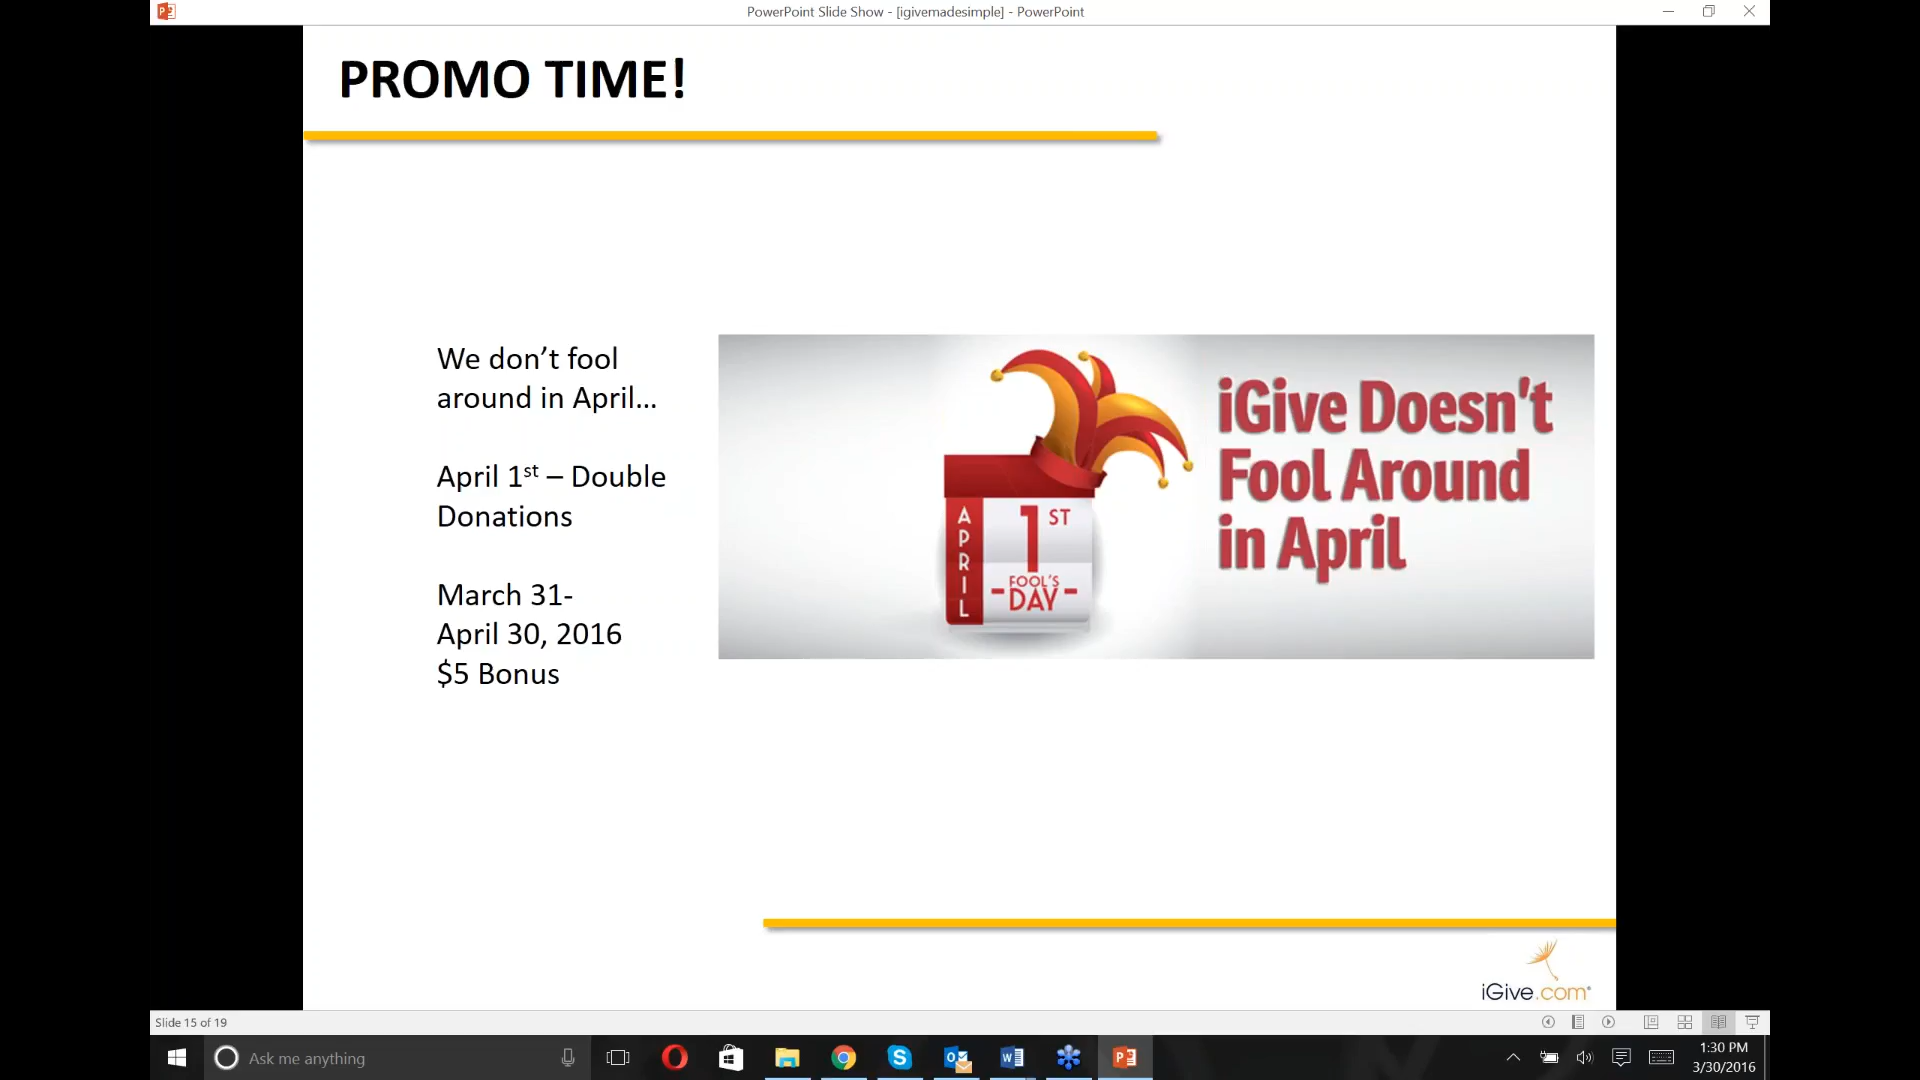 PowerPoint Slide Show - [igivemadesimple] - PowerPoint
PROMO TIME!
We don’t fool
around in April...
April 1st – Double
Donations
March 31-
April 30, 2016
$5 Bonus
APRIL
1ST
FOOL'S
-DAY-
iGive Doesn't
Fool Around
in April
iGive.com®
Slide 15 of 19
Ask me anything
1:30 PM
3/30/2016